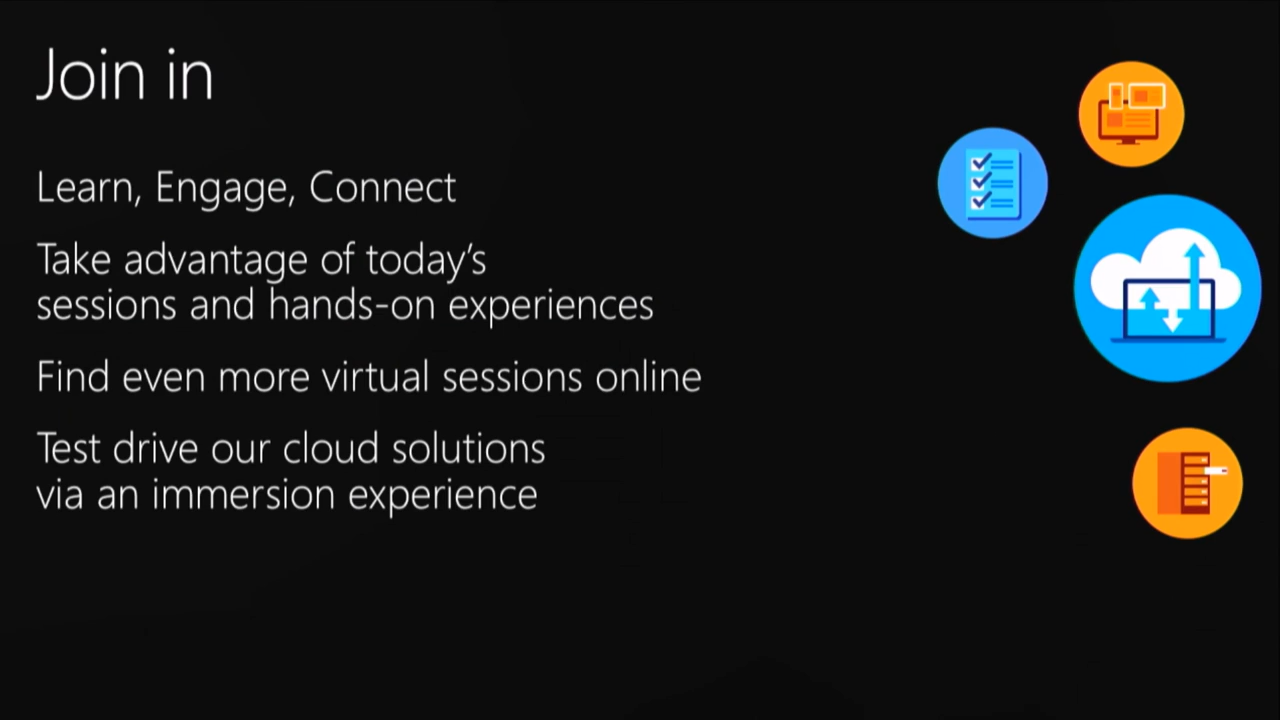 Join in
Learn, Engage, Connect
Take advantage of today's
sessions and hands-on experiences
Find even more virtual sessions online
Test drive our cloud solutions
via an immersion experience